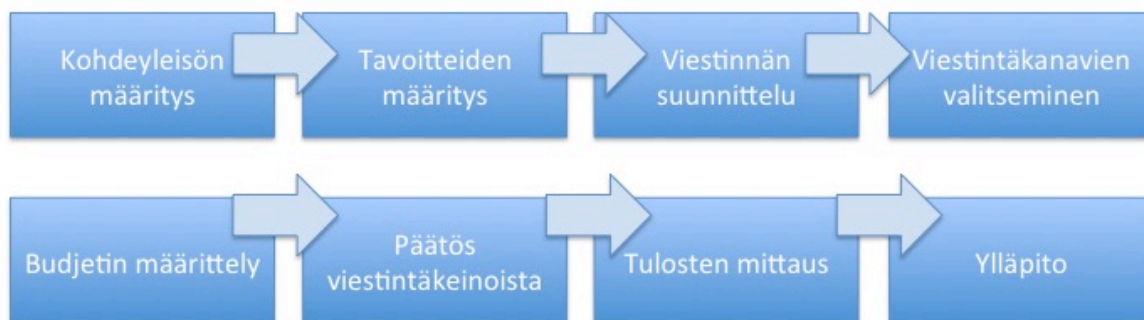 Kohdeyleisön
määritys
Tavoitteiden
määritys
Viestinnän
suunnittelu
Viestintäkanavien
valitseminen
Budjetin määrittely
Päätös
viestintäkeinoista
Tulosten mittaus
Ylläpito